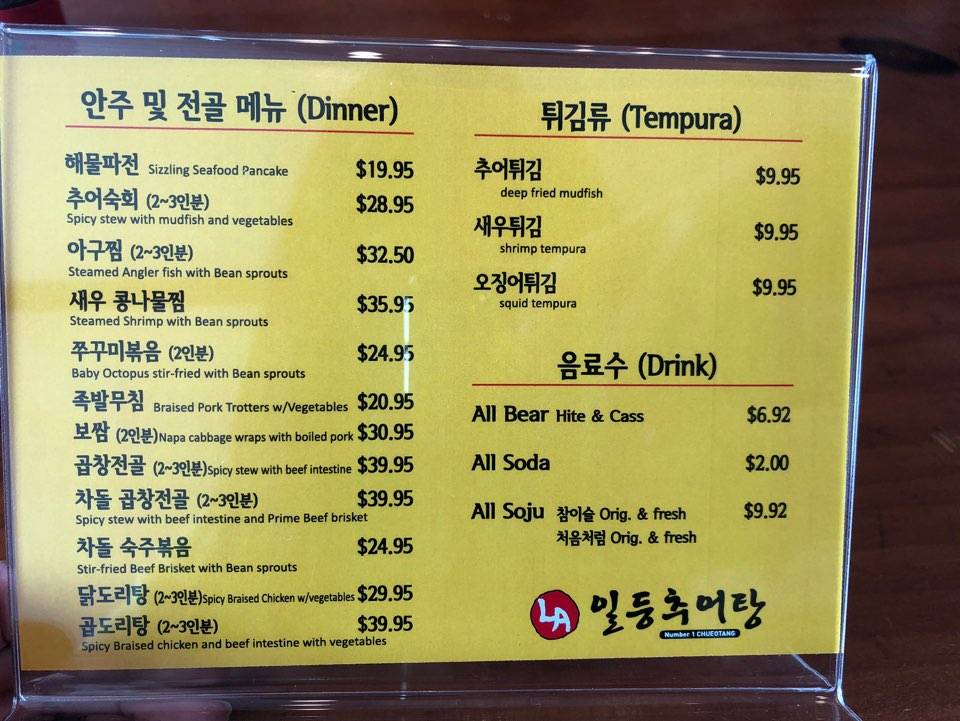 안주 및 전골 메뉴 (Dinner)
해물파전 Sizzling Seafood Pancake $19.95
추어숙회 (2~3인분) $28.95
Spicy stew with mudfish and vegetables
아구찜 (2~3인분) $32.50
Steamed Angler fish with Bean sprouts
새우 콩나물찜 $35.95
Steamed Shrimp with Bean sprouts
쭈꾸미볶음 (2인분) $24.95
Baby Octopus stir-fried with Bean sprouts
족발무침 Braised Pork Trotters w/Vegetables $20.95
보쌈 (2인분)Napa cabbage wraps with boiled pork $30.95
곱창전골 (2~3인분)Spicy stew with beef intestine $39.95
차돌 곱창전골 (2~3인분) $39.95
Spicy stew with beef intestine and Prime Beef brisket
차돌 숙주볶음 $24.95
Stir-fried Beef Brisket with Bean sprouts
닭도리탕 (2~3인분)Spicy Braised Chicken w/vegetables $29.95
곱도리탕 (2~3인분) $39.95
Spicy Braised chicken and beef intestine with vegetables
튀김류 (Tempura)
추어튀김 $9.95
deep fried mudfish
새우튀김 $9.95
shrimp tempura
오징어튀김 $9.95
squid tempura
음료수 (Drink)
All Bear Hite & Cass $6.92
All Soda $2.00
All Soju 참이슬 Orig. & fresh $9.92
처음처럼 Orig. & fresh
LA 일등추어탕
Number 1 CHUEOTANG